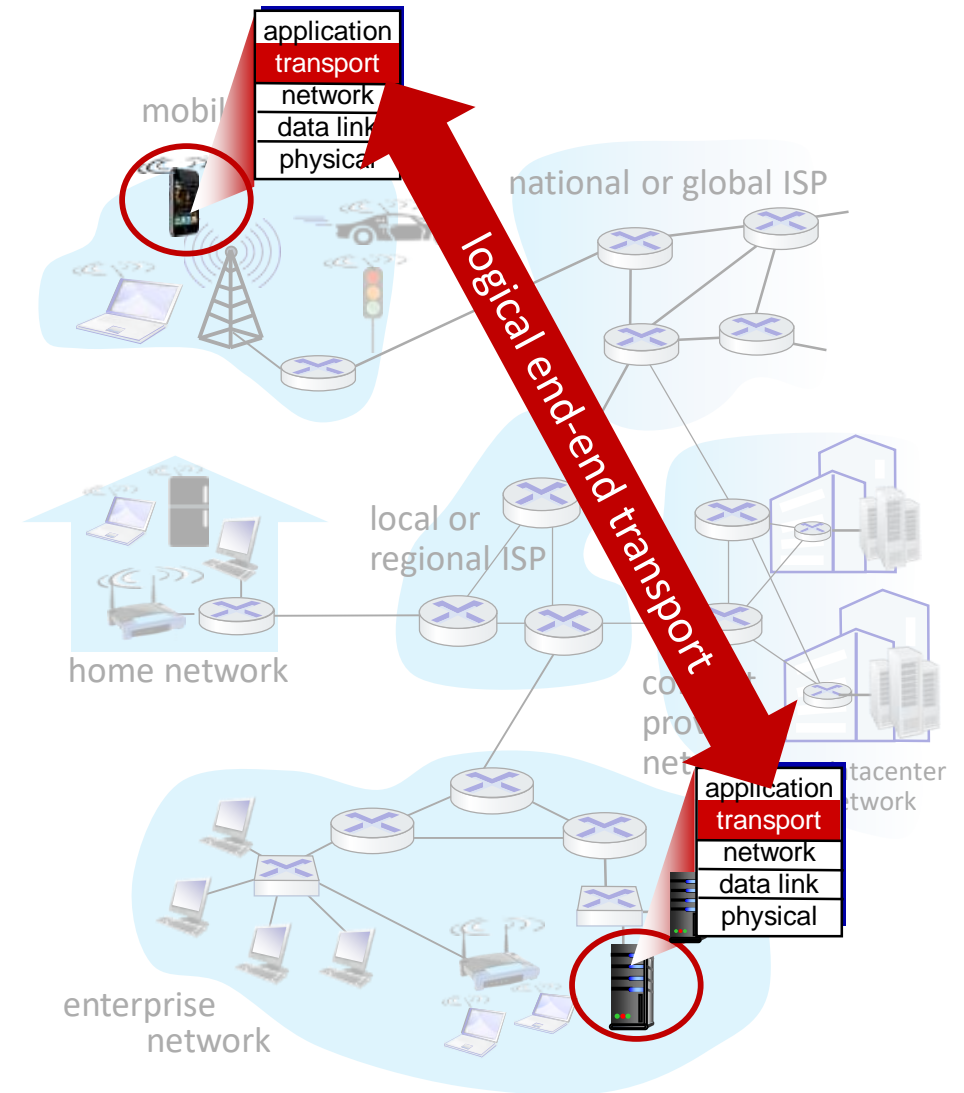 application
transport
network
data link
physical
national or global ISP
logical end-end transport
local or
regional ISP
home network
application
transport
network
data link
physical
network
enterprise
network